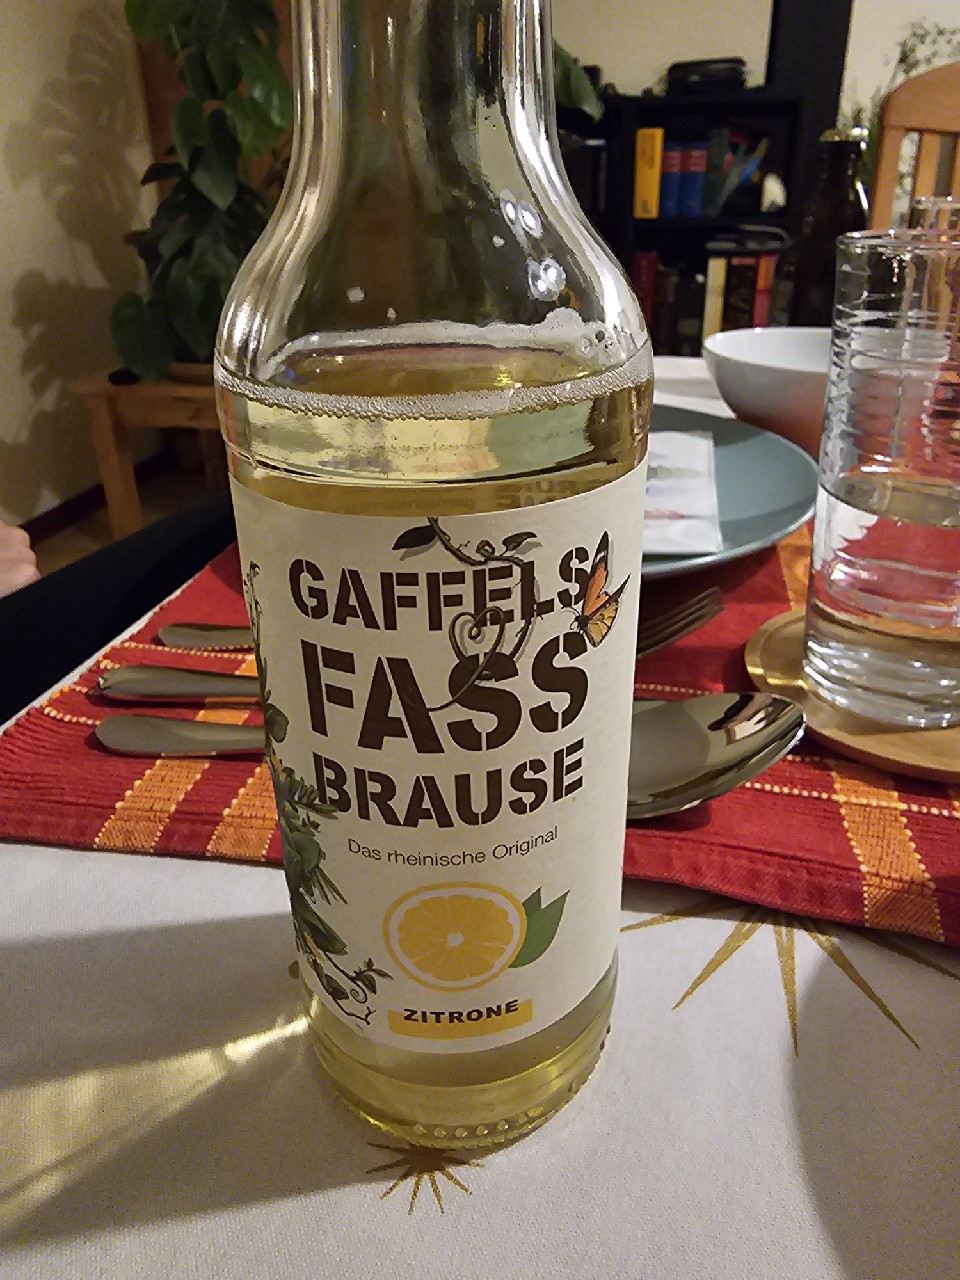 GAFFELS
FASS
BRAUSE
Das rheinische Original
ZITRONE